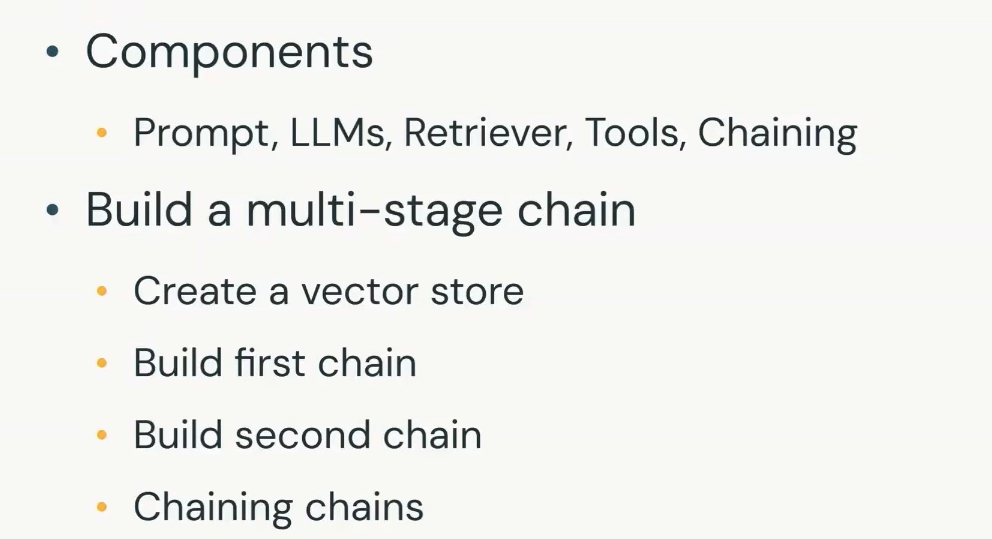 • Components
• Prompt, LLMs, Retriever, Tools, Chaining
• Build a multi-stage chain
• Create a vector store
• Build first chain
• Build second chain
• Chaining chains